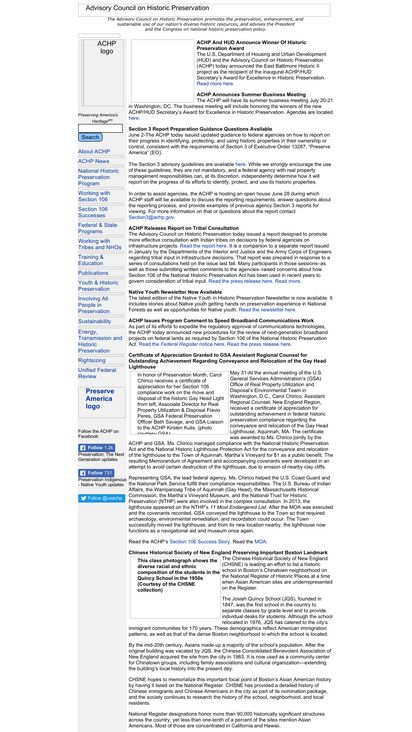 Advisory Council on Historic Preservation
The Advisory Council on Historic Preservation promotes the preservation, enhancement, and
sustainable use of our nation's diverse historic resources, and advises the President
and the Congress on national historic preservation policy.
ACHP
logo
Preserving America's
Heritage
Search
About ACHP
ACHP News
National Historic
Preservation
Program
Working with
Section 106
Section 106
Successes
Federal & State
Programs
Working with
Tribes and NHOs
Training &
Education
Publications
Youth & Historic
Preservation
Involving All
People in
Preservation
Sustainability
Energy,
Transmission and
Historic
Preservation
Rightsizing
Unified Federal
Review
Preserve
America
logo
Follow the ACHP on
Facebook:
Follow 1.2k
Preservation: The Next
Generation updates
Follow 731
Preservation Indigenous
- Native Youth updates
Follow @usachp
ACHP And HUD Announce Winner Of Historic
Preservation Award
The U.S. Department of Housing and Urban Development
(HUD) and the Advisory Council on Historic Preservation
(ACHP) today announced the East Baltimore Historic II
project as the recipient of the inaugural ACHP/HUD
Secretary's Award for Excellence in Historic Preservation.
Read more here.
ACHP Announces Summer Business Meeting
The ACHP will have its summer business meeting July 20-21
in Washington, DC. The business meeting will include honoring the winners of the new
ACHP/HUD Secretary's Award for Excellence in Historic Preservation. Agendas are located
here.
Section 3 Report Preparation Guidance Questions Available
June 2-The ACHP today issued updated guidance to federal agencies on how to report on
their progress in identifying, protecting, and using historic properties in their ownership or
control, consistent with the requirements of Section 3 of Executive Order 13287, "Preserve
America" (EO).
The Section 3 advisory guidelines are available here. While we strongly encourage the use
of these guidelines, they are not mandatory, and a federal agency with real property
management responsibilities can, at its discretion, independently determine how it will
report on the progress of its efforts to identify, protect, and use its historic properties.
In order to assist agencies, the ACHP is hosting an open house June 28 during which
ACHP staff will be available to discuss the reporting requirements, answer questions about
the reporting process, and provide examples of previous agency Section 3 reports for
viewing. For more information on that or questions about the report contact
Section3@achp.gov.
ACHP Releases Report on Tribal Consultation
The Advisory Council on Historic Preservation today issued a report designed to promote
more effective consultation with Indian tribes on decisions by federal agencies on
infrastructure projects. Read the report here. It is a companion to a separate report issued
in January by the Departments of the Interior and Justice and the Army Corps of Engineers
regarding tribal input in infrastructure decisions. That report was prepared in response to a
series of consultations held on the issue last fall. Many participants in those sessions–as
well as those submitting written comments to the agencies–raised concerns about how
Section 106 of the National Historic Preservation Act has been used in recent years to
govern consideration of tribal input. Read the press release here. Read more.
Native Youth Newsletter Now Available
The latest edition of the Native Youth in Historic Preservation Newsletter is now available. It
includes stories about Native youth getting hands on preservation experience in National
Forests as well as opportunities for Native youth. Read the newsletter here.
ACHP Issues Program Comment to Speed Broadband Communications Work
As part of its efforts to expedite the regulatory approval of communications technologies,
the ACHP today announced new procedures for the review of next-generation broadband
projects on federal lands as required by Section 106 of the National Historic Preservation
Act. Read the Federal Register notice here. Read the press release here.
Certificate of Appreciation Granted to GSA Assistant Regional Counsel for
Outstanding Achievement Regarding Conveyance and Relocation of the Gay Head
Lighthouse
In honor of Preservation Month, Carol
Chirico receives a certificate of
appreciation for her Section 106
compliance work on the move and
disposal of the historic Gay Head Light
from left, Associate Director for Real
Property Utilization & Disposal Flavio
Peres, GSA Federal Preservation
Officer Beth Savage, and GSA Liaison
to the ACHP Kirsten Kulis. (photo
May 31-At the annual meeting of the U.S.
General Services Administration's (GSA)
Office of Real Property Utilization and
Disposal's Environmental Team in
Washington, D.C., Carol Chirico, Assistant
Regional Counsel, New England Region,
received a certificate of appreciation for
outstanding achievement in federal historic
preservation compliance regarding the
conveyance and relocation of the Gay Head
Lighthouse, Aquinnah, MA. The certificate
was awarded to Ms. Chirico jointly by the
ACHP and GSA. Ms. Chirico managed compliance with the National Historic Preservation
Act and the National Historic Lighthouse Protection Act for the conveyance and relocation
of the lighthouse to the Town of Aquinnah, Martha's Vineyard for $1 as a public benefit. The
resulting Memorandum of Agreement and accompanying covenants were developed in an
attempt to avoid certain destruction of the lighthouse, due to erosion of nearby clay cliffs.
Representing GSA, the lead federal agency, Ms. Chirico helped the U.S. Coast Guard and
the National Park Service fulfill their compliance responsibilities. The U.S. Bureau of Indian
Affairs, the Wampanoag Tribe of Aquinnah (Gay Head), the Massachusetts Historical
Commission, the Martha's Vineyard Museum, and the National Trust for Historic
Preservation (NTHP) were also involved in the complex consultation. In 2013, the
lighthouse appeared on the NTHP's 11 Most Endangered List. After the MOA was executed
and the covenants recorded, GSA conveyed the lighthouse to the Town so that required
archaeology, environmental remediation, and recordation could occur. The Town
successfully moved the lighthouse, and from its new location nearby, the lighthouse now
functions as a navigational aid and museum once again.
Read the ACHP's Section 106 Success Story. Read the MOA.
Chinese Historical Society of New England Preserving Important Boston Landmark
This class photograph shows the
diverse racial and ethnic
composition of the students in the
Quincy School in the 1950s
(Courtesy of the CHSNE
collection)
The Chinese Historical Society of New England
(CHSNE) is leading an effort to list a historic
school in Boston's Chinatown neighborhood on
the National Register of Historic Places at a time
when Asian American sites are underrepresented
on the Register.
The Josiah Quincy School (JQS), founded in
1847, was the first school in the country to
separate classes by grade level and to provide
individual desks for students. Although the school
relocated in 1976, JQS has catered to the city's
immigrant communities for 170 years. These demographics reflect American immigration
patterns, as well as that of the dense Boston neighborhood in which the school is located.
By the mid-20th century, Asians made up a majority of the school's population. After the
original building was vacated by JQS, the Chinese Consolidated Benevolent Association of
New England acquired the site from the city in 1983. It is now used as a community center
for Chinatown groups, including family associations and cultural organization—extending
the building's local history into the present day.
CHSNE hopes to memorialize this important focal point of Boston's Asian American history
by having it listed on the National Register. CHSNE has provided a detailed history of
Chinese immigrants and Chinese Americans in the city as part of its nomination package,
and the society continues to research the history of the school, neighborhood, and local
residents.
National Register designations honor more than 90,000 historically significant structures
across the country, yet less than one-tenth of a percent of the sites mention Asian
Americans. Most of those are concentrated in California and Hawaii.